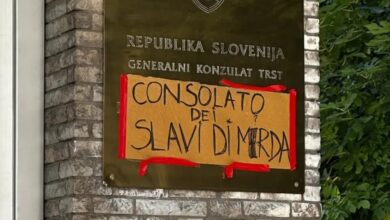 REPUBLIKA SLOVENIJA
GENERALNI KONZULAT TRST
CONSOLATO
DEI
SLAVI DI MERDA